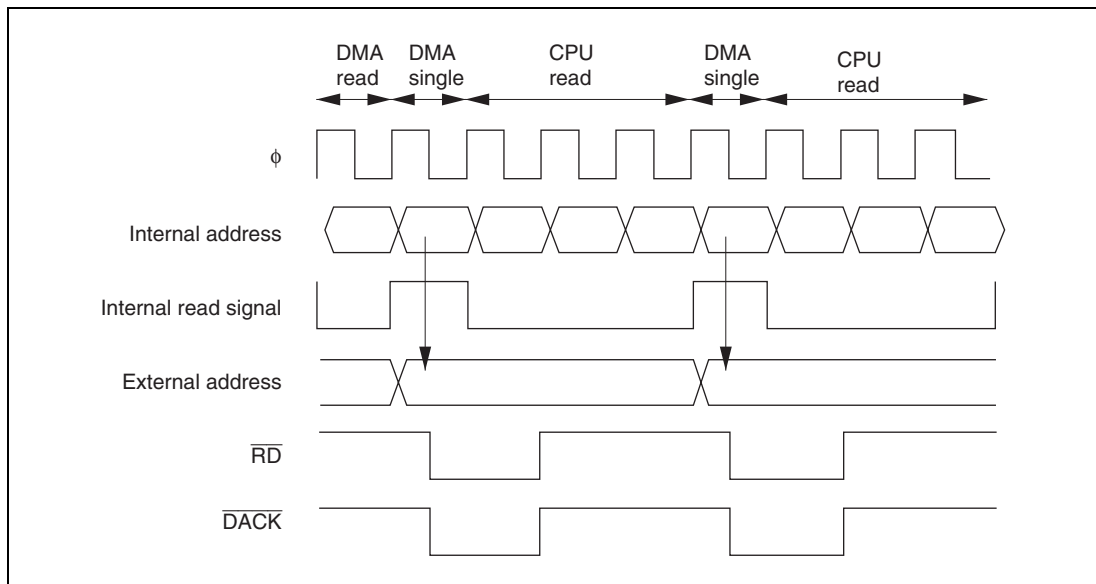 DMA read
DMA single
CPU read
DMA single
CPU read
φ
Internal address
Internal read signal
External address
RD
DACK